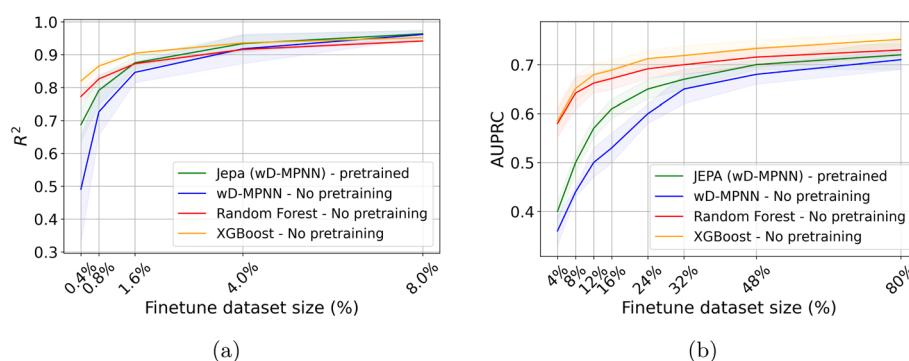 1.0
0.9
0.8
0.7
0.6
0.5
0.4
0.3
R²
Jepa (wD-MPNN) - pretrained
wD-MPNN - No pretraining
Random Forest - No pretraining
XGBoost - No pretraining
0.4%
0.8%
1.6%
4.0%
8.0%
Finetune dataset size (%)
(a)
0.7
0.6
0.5
0.4
AUPRC
JEPA (wD-MPNN) - pretrained
wD-MPNN - No pretraining
Random Forest - No pretraining
XGBoost - No pretraining
4%
8%
12%
16%
24%
32%
48%
80%
Finetune dataset size (%)
(b)